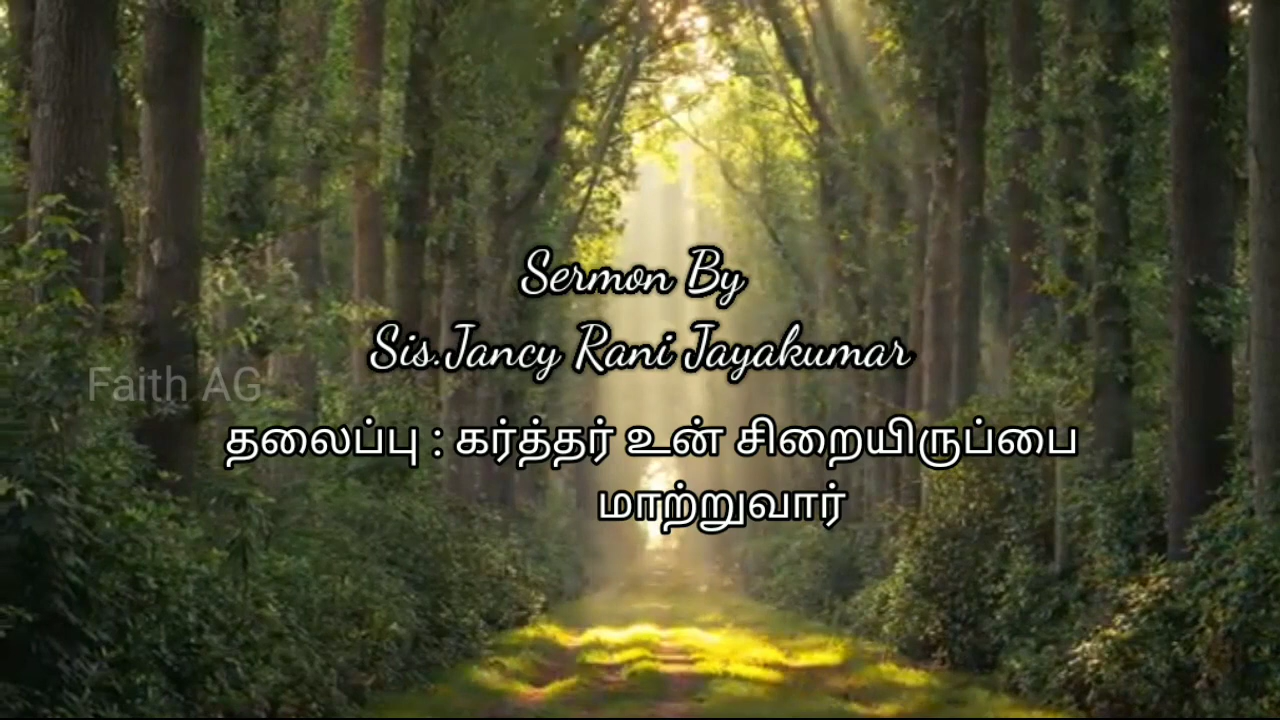 Sermon By
Sis.Jancy Rani Jayakumar
Faith AG
தலைப்பு : கர்த்தர் உன் சிறையிருப்பை
மாற்றுவார்